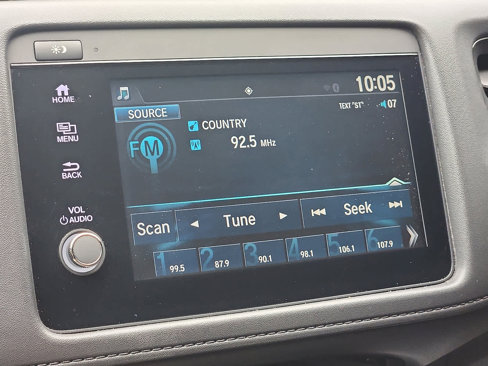 10:05
HOME
TEXT "ST"
07
SOURCE
MENU
COUNTRY
FM
92.5 MHz
BACK
VOL
AUDIO
Scan
Tune
Seek
1 99.5
2 87.9
3 90.1
4 98.1
5 106.1
6 107.9